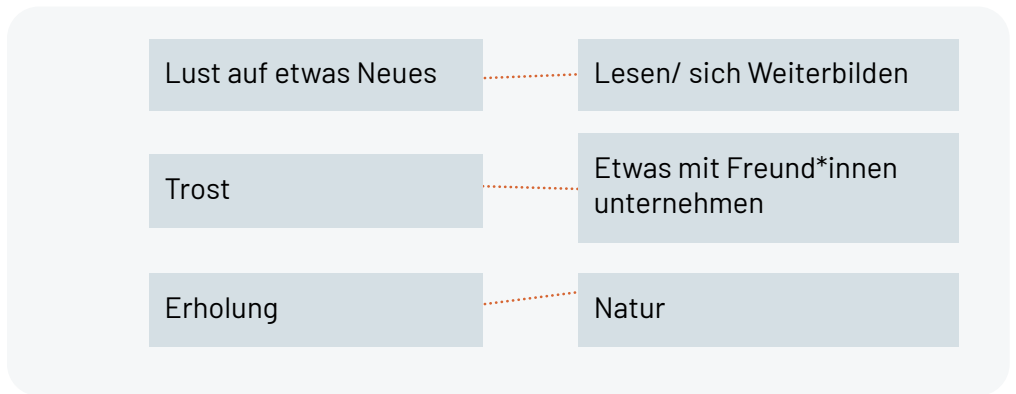 Lust auf etwas Neues
Lesen/ sich Weiterbilden
Trost
Etwas mit Freund*innen
unternehmen
Erholung
Natur